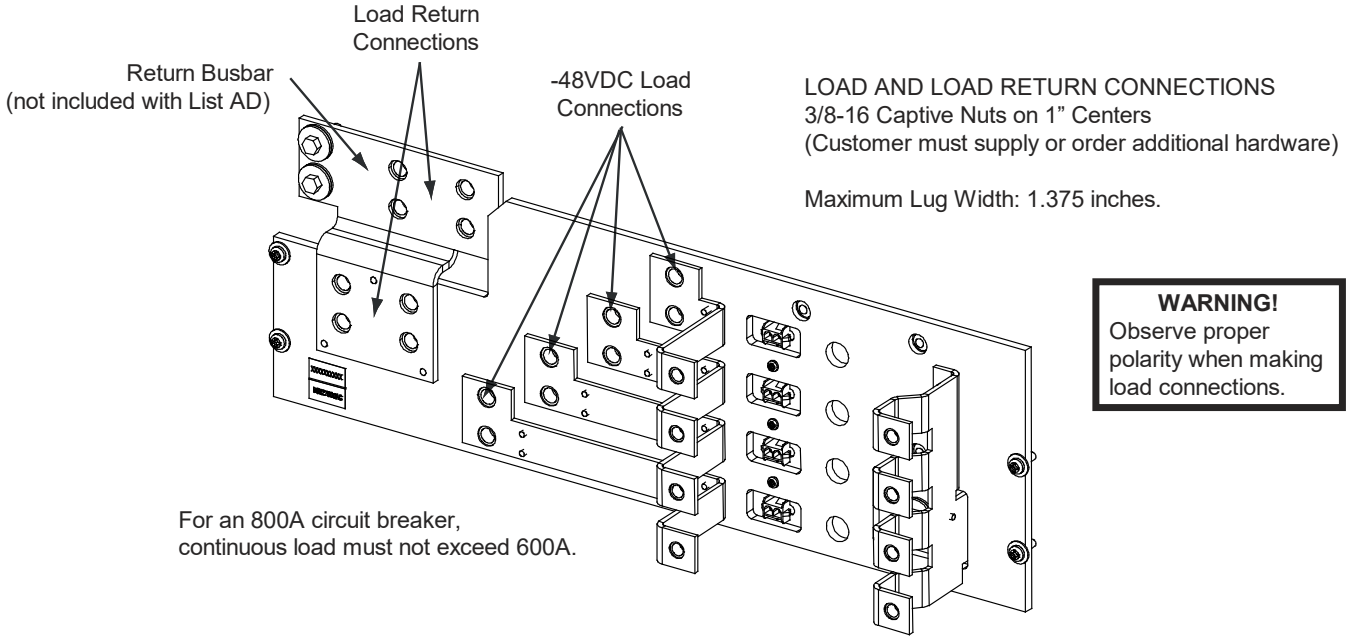 Load Return
Connections
Return Busbar
(not included with List AD)
-48VDC Load
Connections
LOAD AND LOAD RETURN CONNECTIONS
3/8-16 Captive Nuts on 1” Centers
(Customer must supply or order additional hardware)
Maximum Lug Width: 1.375 inches.
WARNING!
Observe proper
polarity when making
load connections.
For an 800A circuit breaker,
continuous load must not exceed 600A.